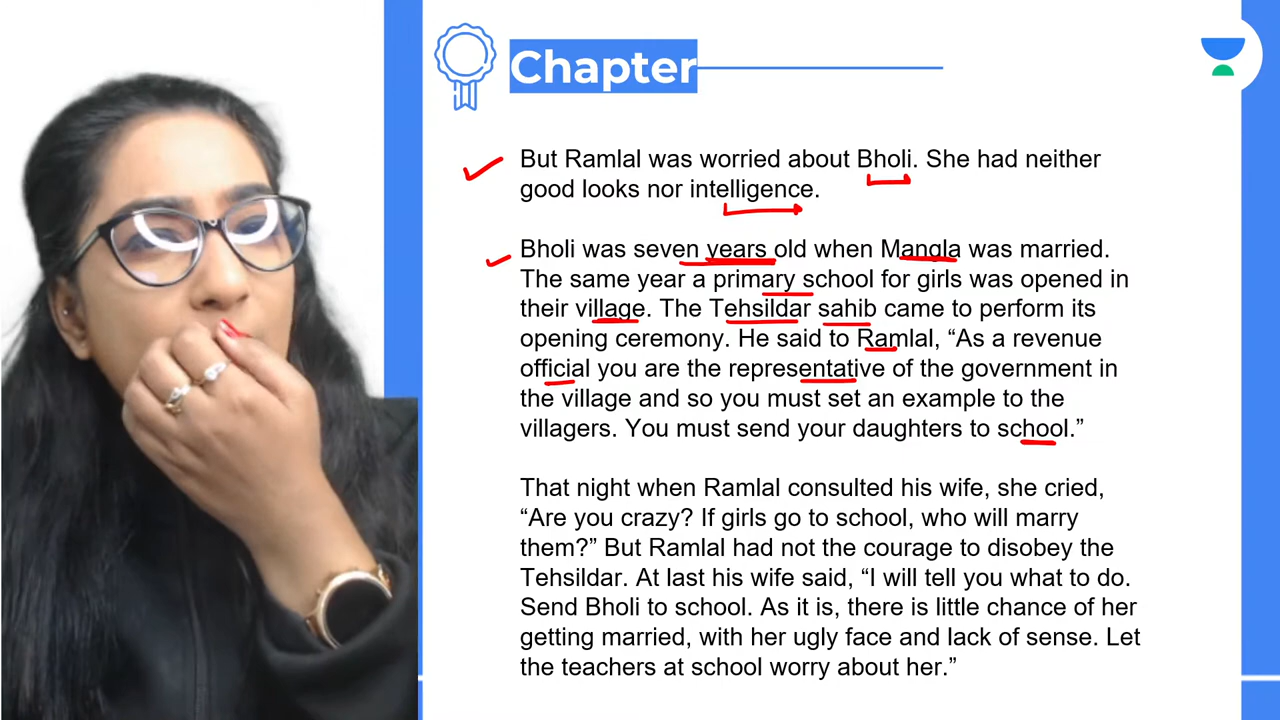 Chapter
But Ramlal was worried about Bholi. She had neither
good looks nor intelligence.
Bholi was seven years old when Mangla was married.
The same year a primary school for girls was opened in
their village. The Tehsildar sahib came to perform its
opening ceremony. He said to Ramlal, “As a revenue
official you are the representative of the government in
the village and so you must set an example to the
villagers. You must send your daughters to school.”
That night when Ramlal consulted his wife, she cried,
“Are you crazy? If girls go to school, who will marry
them?” But Ramlal had not the courage to disobey the
Tehsildar. At last his wife said, “I will tell you what to do.
Send Bholi to school. As it is, there is little chance of her
getting married, with her ugly face and lack of sense. Let
the teachers at school worry about her.”